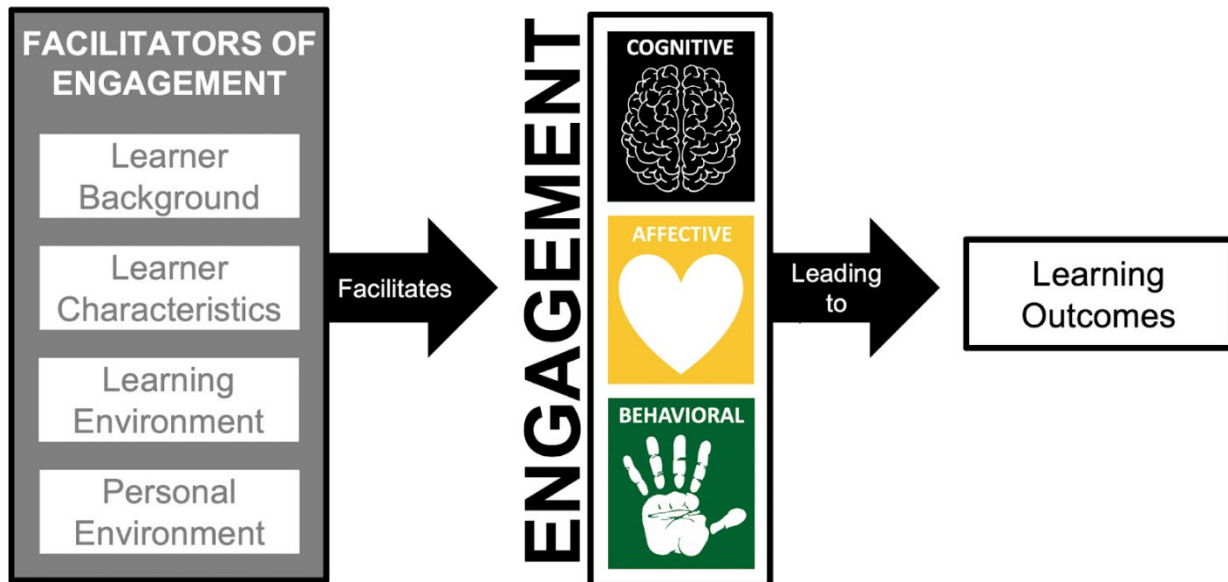 FACILITATORS OF
ENGAGEMENT
Learner
Background
Learner
Characteristics
Learning
Environment
Personal
Environment
Facilitates
ENGAGEMENT
COGNITIVE
AFFECTIVE
BEHAVIORAL
Leading
to
Learning
Outcomes